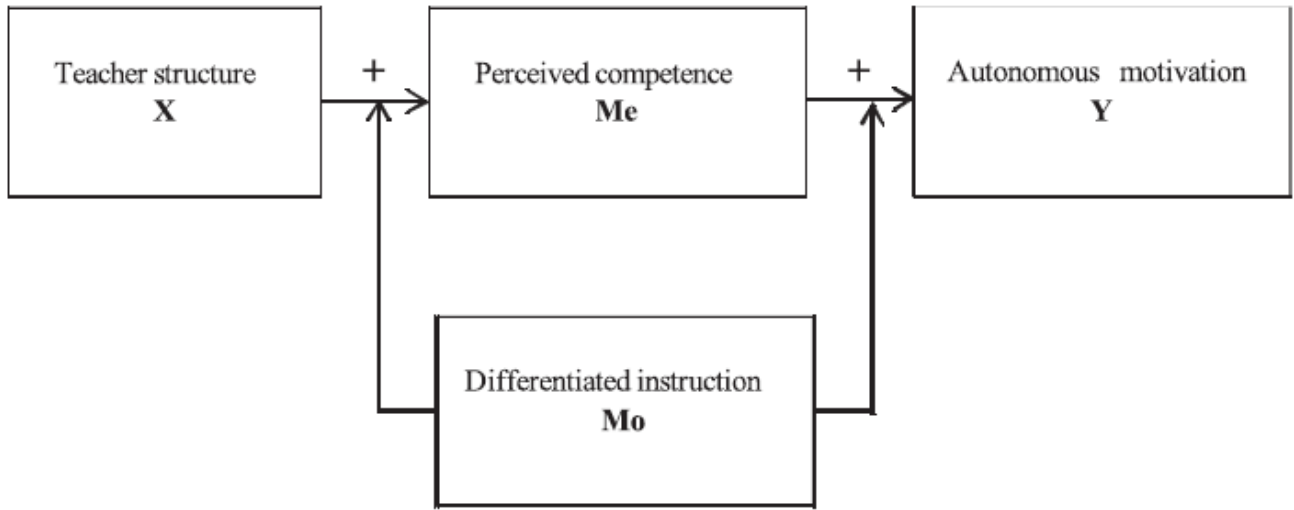 Teacher structure
X
+
Perceived competence
Me
+
Autonomous motivation
Y
Differentiated instruction
Mo